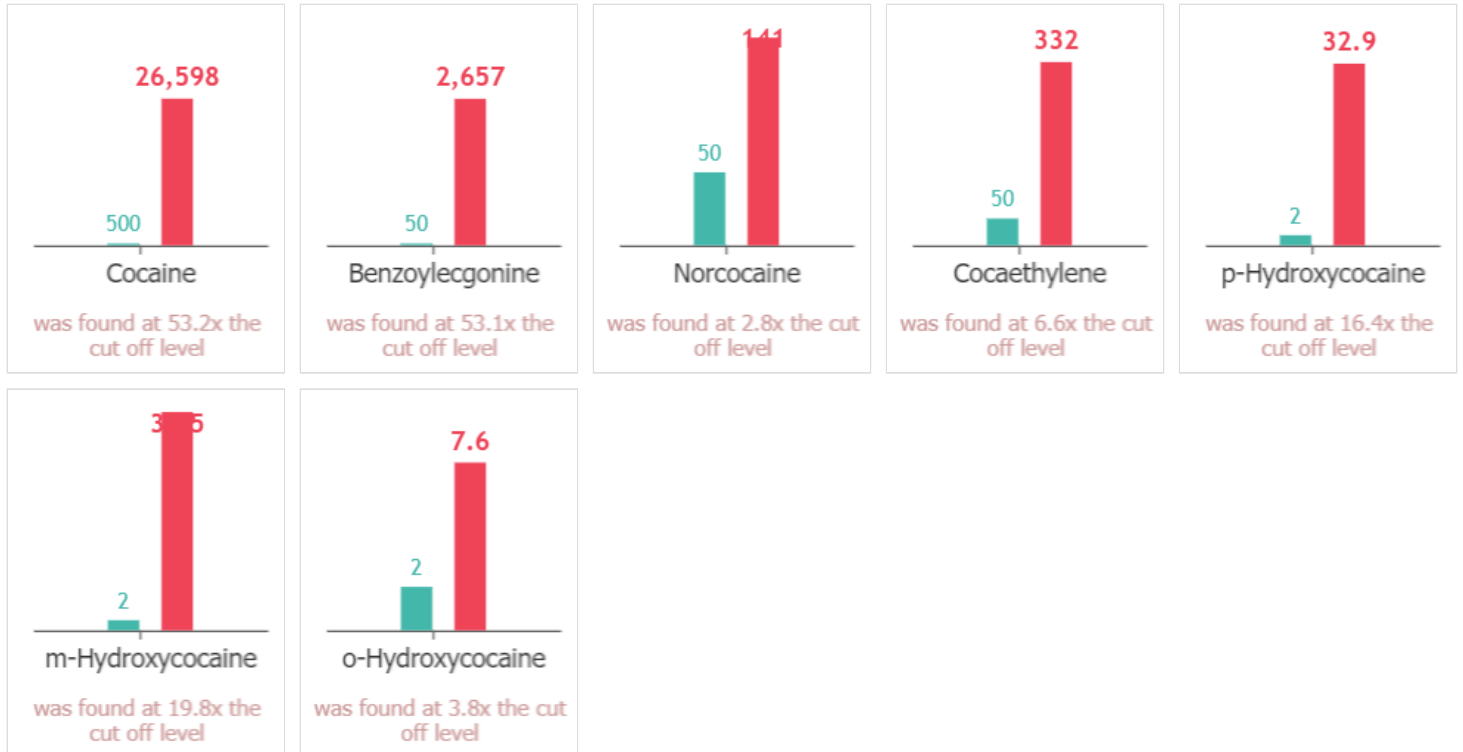 26,598
500
Cocaine
was found at 53.2x the
cut off level
2,657
50
Benzoylecgonine
was found at 53.1x the
cut off level
141
50
Norcocaine
was found at 2.8x the cut
off level
332
50
Cocaethylene
was found at 6.6x the cut
off level
32.9
2
p-Hydroxycocaine
was found at 16.4x the
cut off level
2
m-Hydroxycocaine
was found at 19.8x the
cut off level
7.6
2
o-Hydroxycocaine
was found at 3.8x the cut
off level